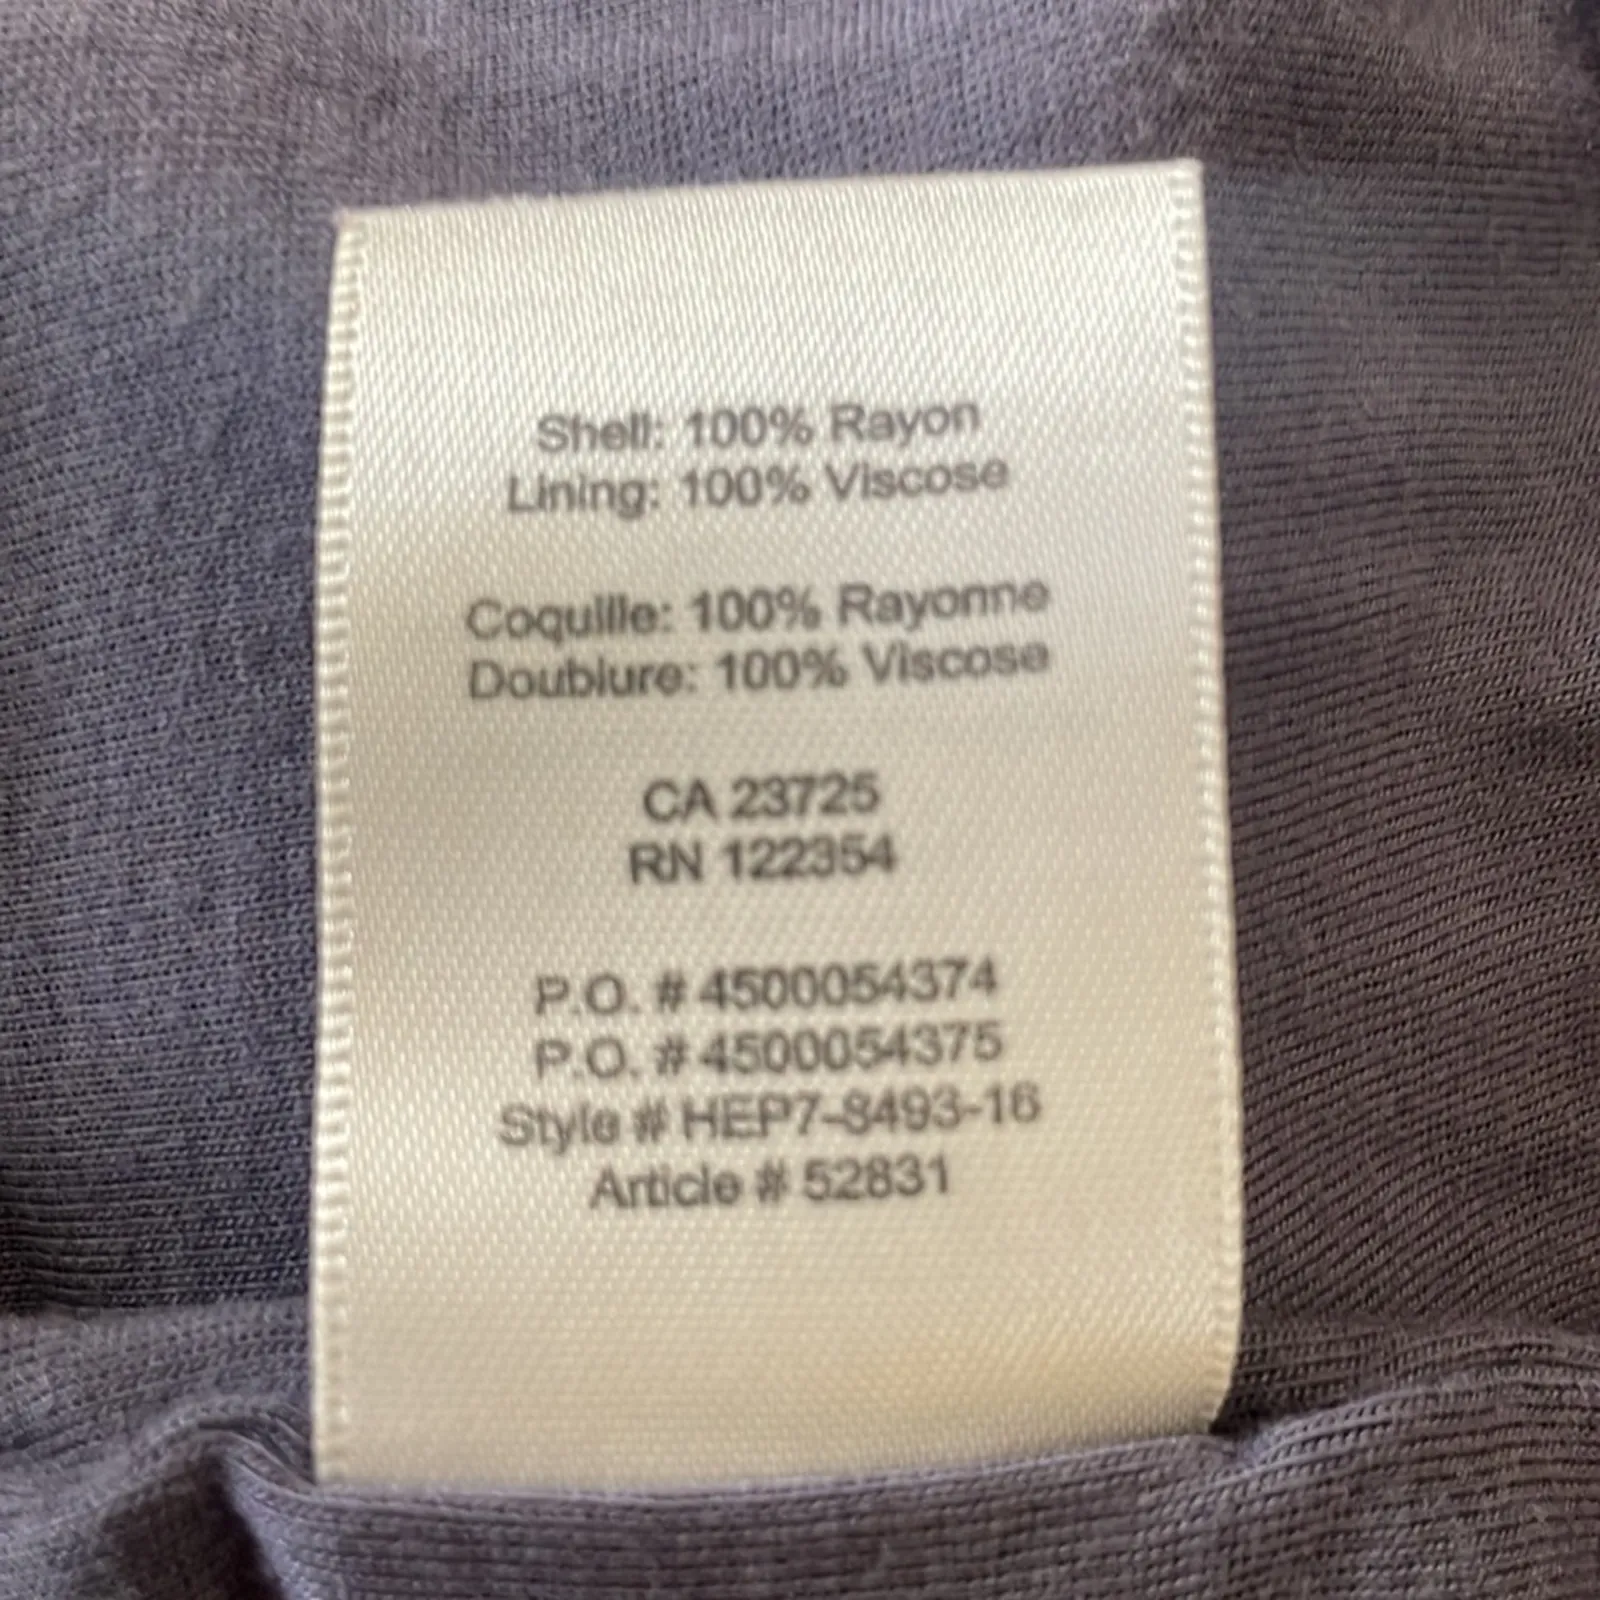 Shell: 100% Rayon
Lining: 100% Viscose
Coquille: 100% Rayonne
Doublure: 100% Viscose
CA 23725
RN 122354
P.O. # 4500054374
P.O. # 4500054375
Style # HEP7-8493-16
Article # 52831